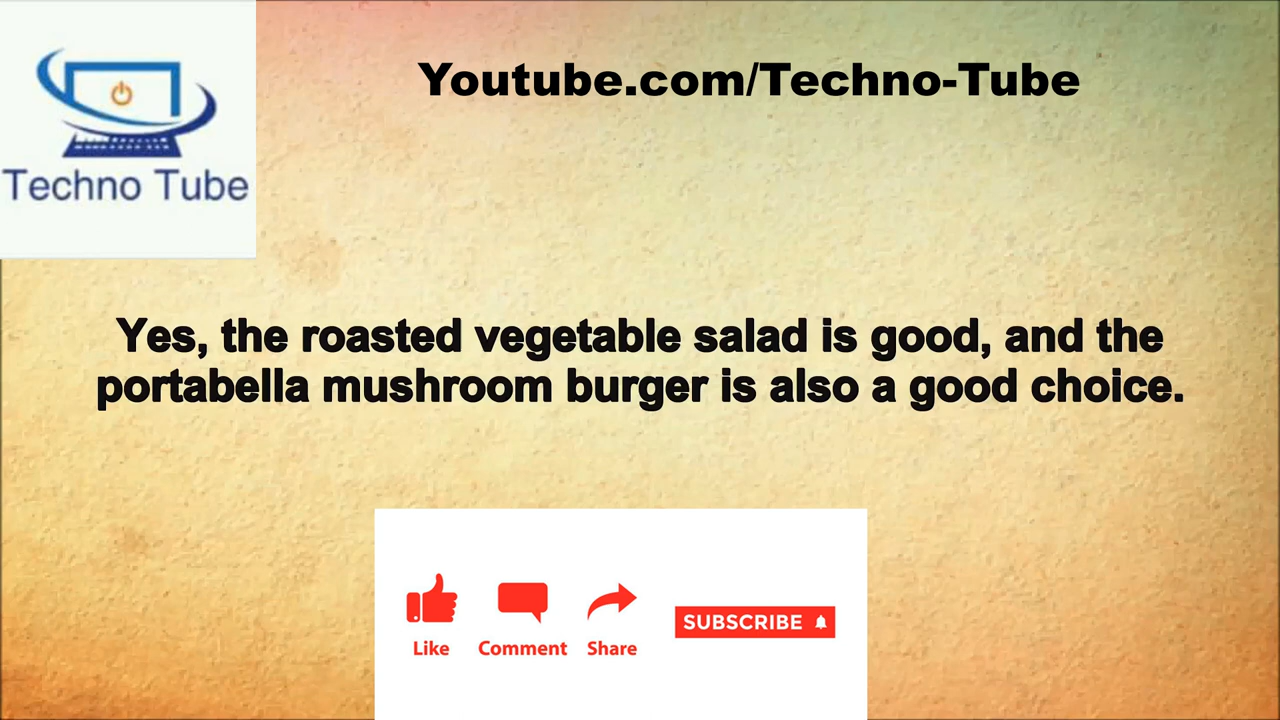 Youtube.com/Techno-Tube
Techno Tube
Yes, the roasted vegetable salad is good, and the
portabella mushroom burger is also a good choice.
Like Comment Share
SUBSCRIBE